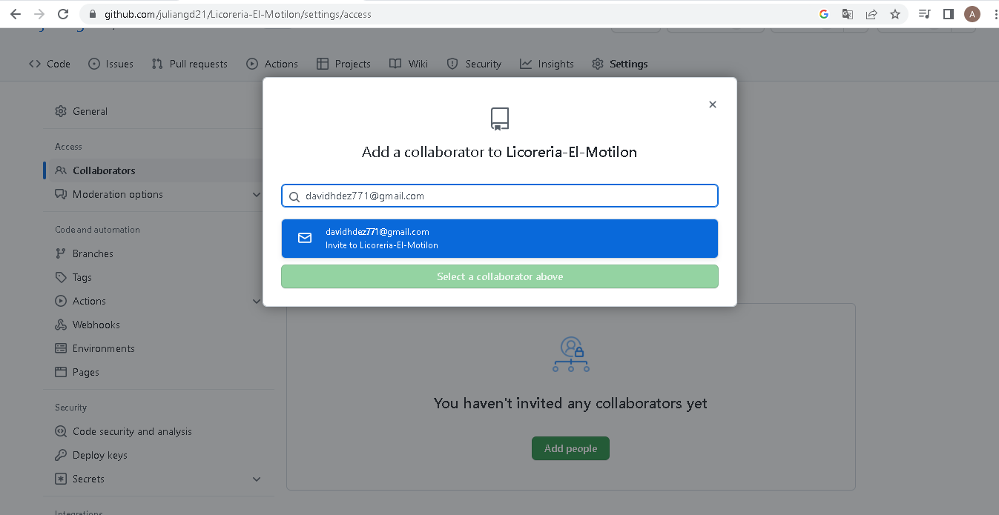 github.com/juliangd21/Licoreria-El-Motilon/settings/access
A
Code
Issues
Pull requests
Actions
Projects
Wiki
Security
Insights
Settings
General
Access
Collaborators
Moderation options
Code and automation
Branches
Tags
Actions
Webhooks
Environments
Pages
Security
Code security and analysis
Deploy keys
Secrets
Integrations
Add a collaborator to Licoreria-El-Motilon
davidhdez771@gmail.com
davidhdez771@gmail.com
Invite to Licoreria-El-Motilon
Select a collaborator above
You haven't invited any collaborators yet
Add people